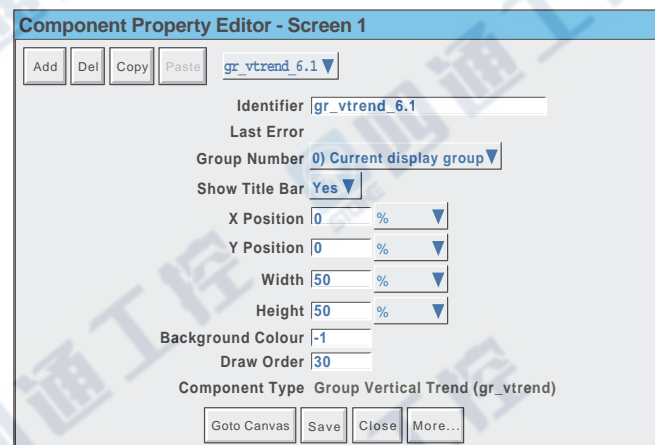 Component Property Editor - Screen 1
Add Del Copy Paste gr_vtrend_6.1
Identifier gr_vtrend_6.1
Last Error
Group Number 0) Current display group
Show Title Bar Yes
X Position 0 %
Y Position 0 %
Width 50 %
Height 50 %
Background Colour -1
Draw Order 30
Component Type Group Vertical Trend (gr_vtrend)
Goto Canvas Save Close More...